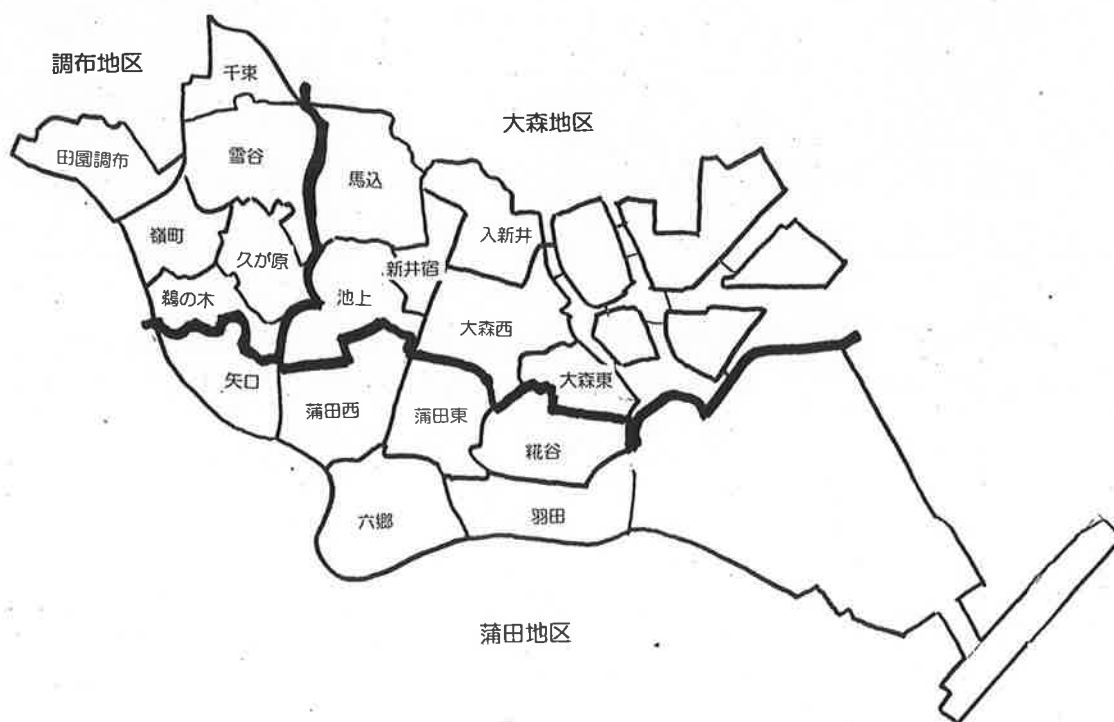 調布地区
千束
大森地区
田園調布
雪谷
馬込
嶺町
久が原
入新井
新井宿
鵜の木
池上
大森西
矢口
大森東
蒲田西
蒲田東
糀谷
六郷
羽田
蒲田地区